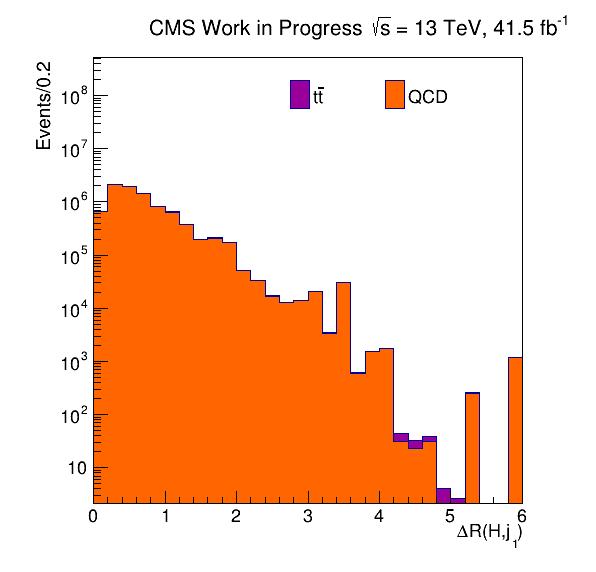 CMS Work in Progress √s = 13 TeV, 41.5 fb⁻¹
Events/0.2
tt̄ QCD
10⁸
10⁷
10⁶
10⁵
10⁴
10³
10²
10
0 1 2 3 4 5 6
ΔR(H,j₁)